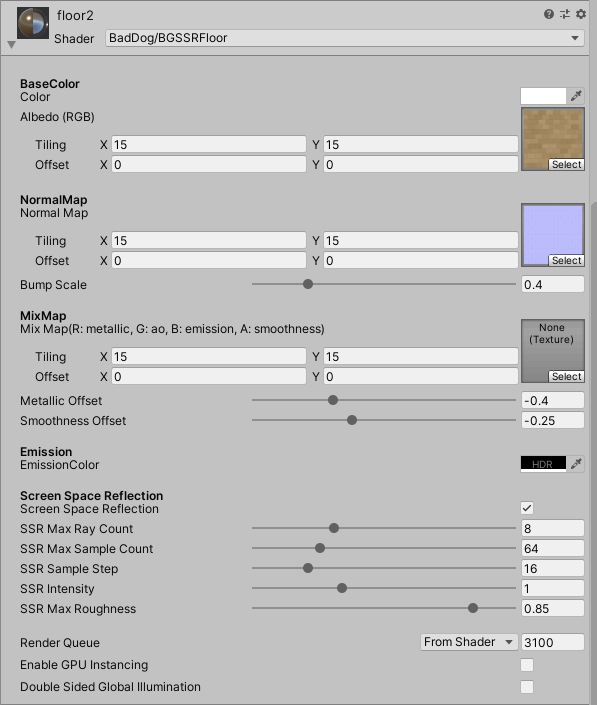 floor2
Shader BadDog/BGSSRFloor
BaseColor
Color
Albedo (RGB)
Tiling X 15 Y 15
Offset X 0 Y 0
Select
NormalMap
Normal Map
Tiling X 15 Y 15
Offset X 0 Y 0
Select
Bump Scale 0.4
MixMap
Mix Map(R: metallic, G: ao, B: emission, A: smoothness)
None
(Texture)
Tiling X 15 Y 15
Offset X 0 Y 0
Select
Metallic Offset -0.4
Smoothness Offset -0.25
Emission
EmissionColor HDR
Screen Space Reflection
Screen Space Reflection
SSR Max Ray Count 8
SSR Max Sample Count 64
SSR Sample Step 16
SSR Intensity 1
SSR Max Roughness 0.85
Render Queue From Shader 3100
Enable GPU Instancing
Double Sided Global Illumination